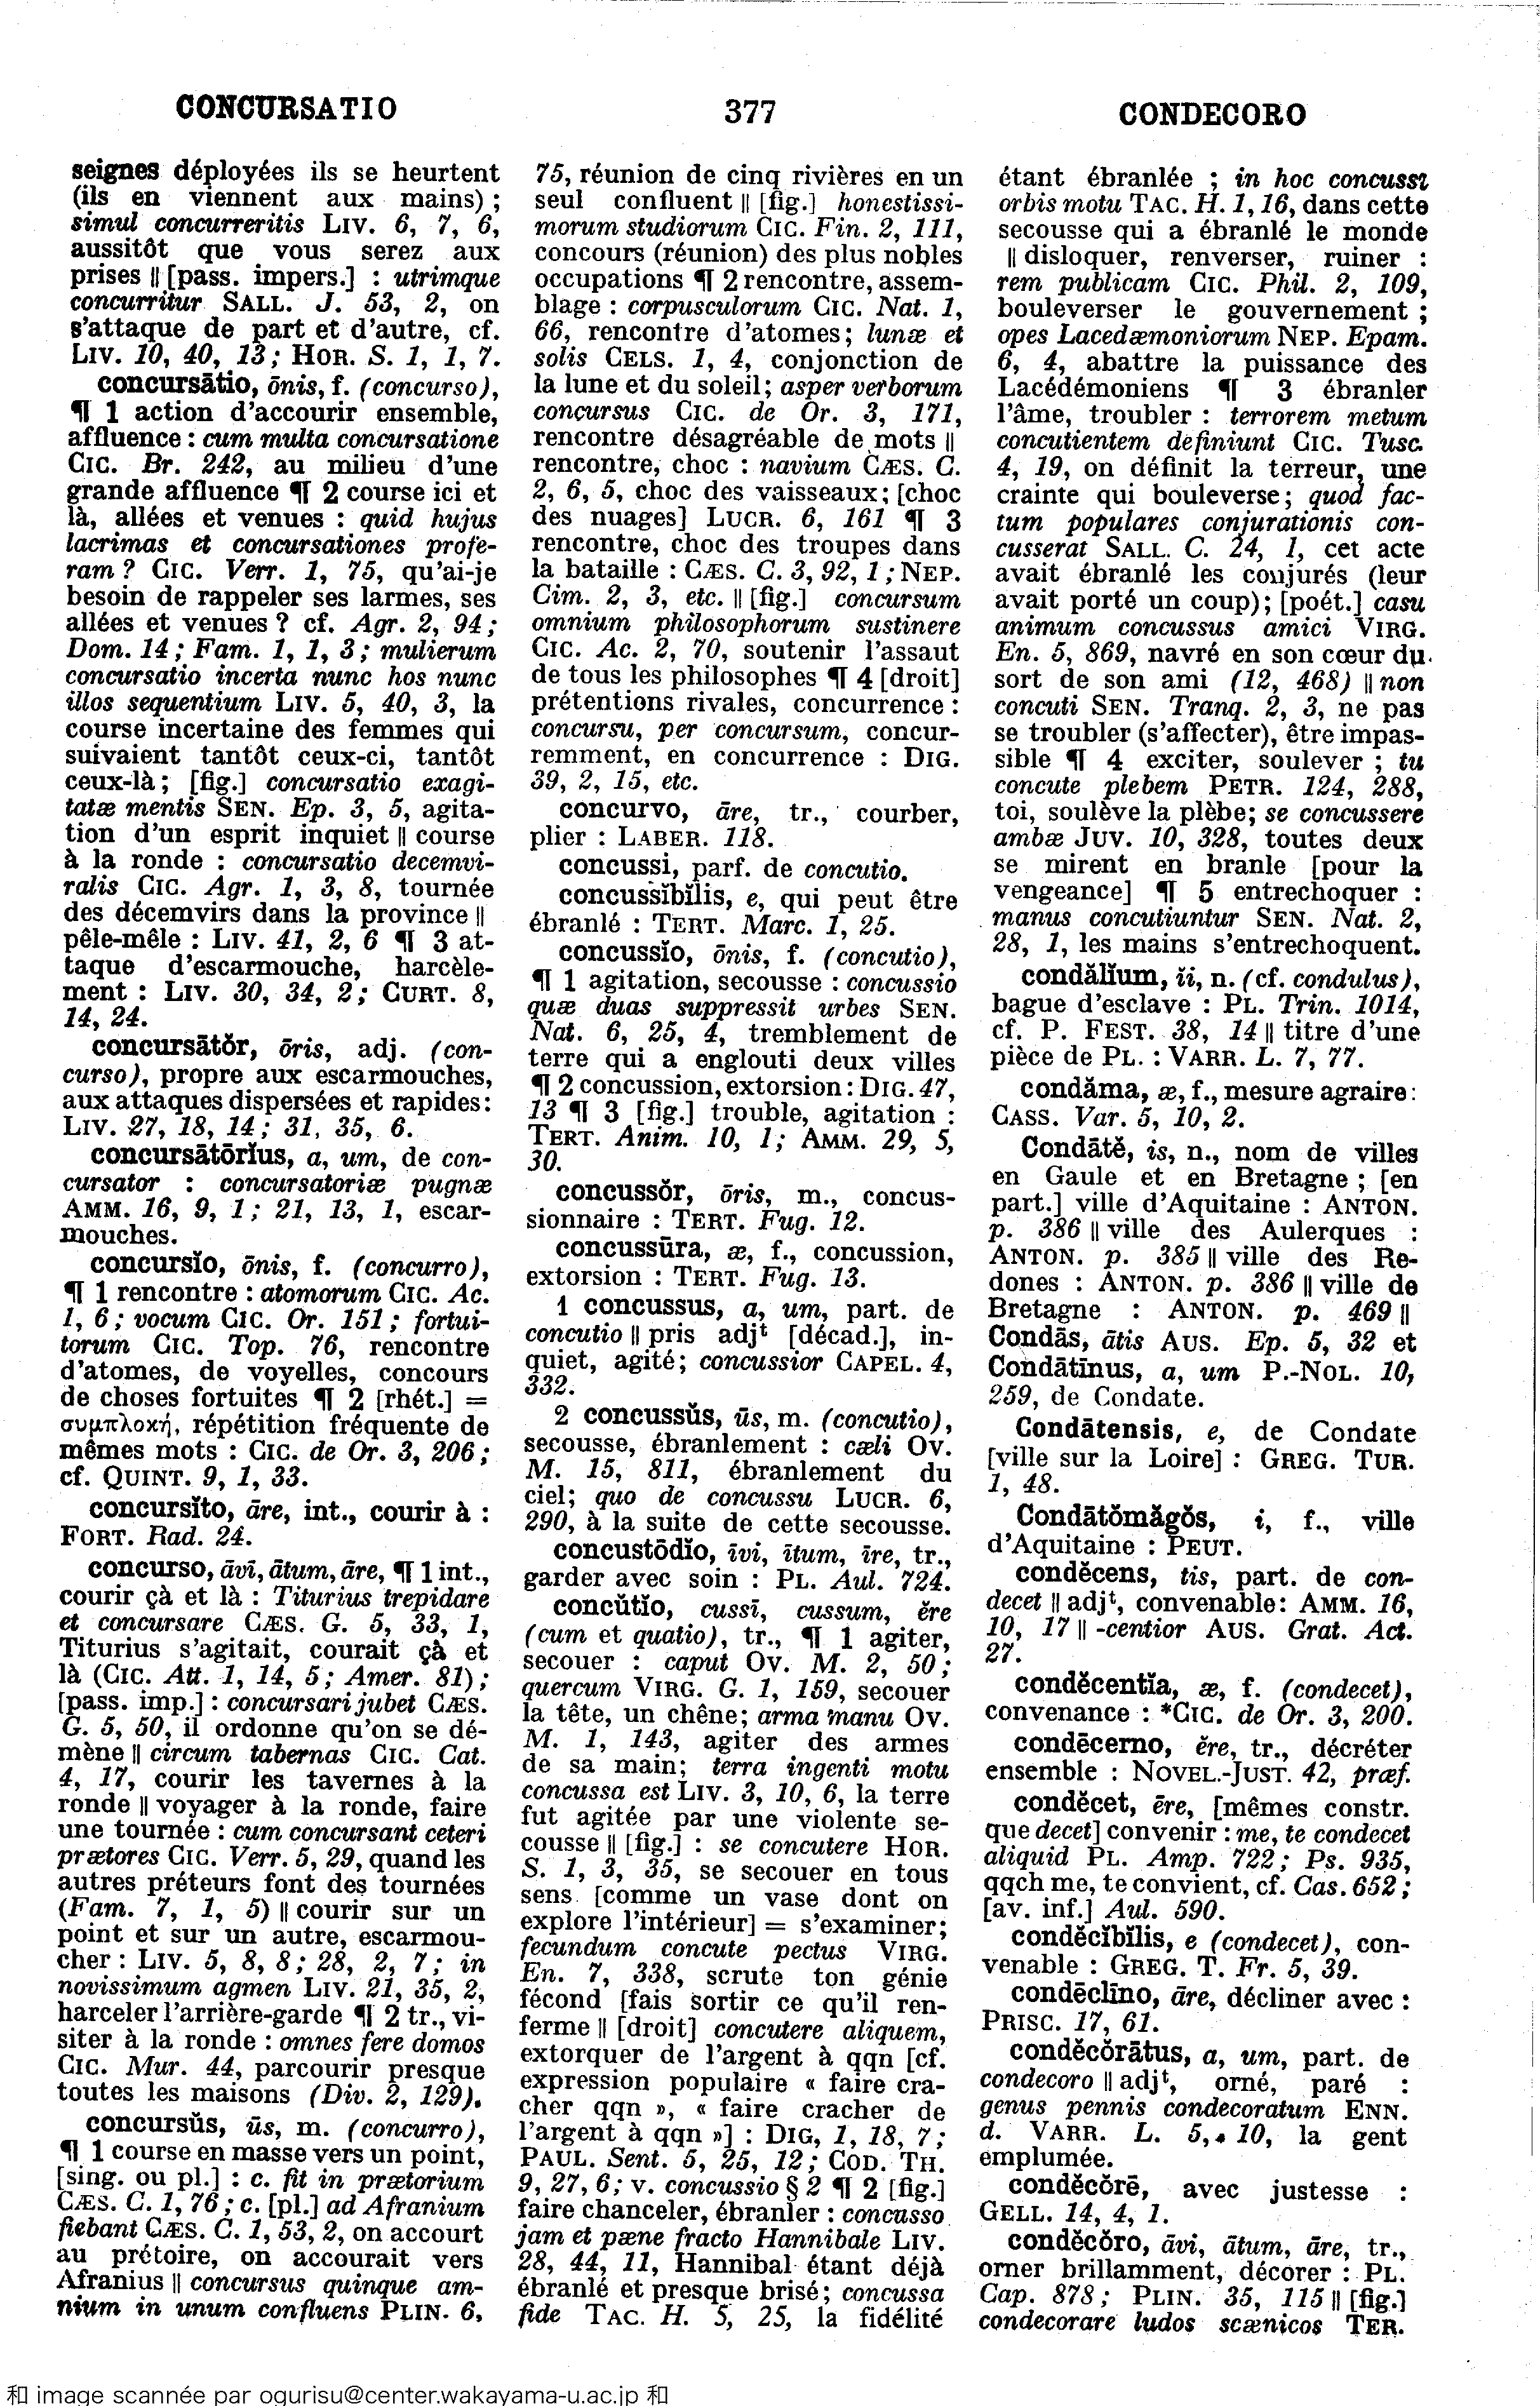 CONCURSATIO
377
CONDECORO
seignes déployées ils se heurtent
(ils en viennent aux mains) ;
simul concurreritis LIV. 6, 7, 6,
aussitôt que vous serez aux
prises || [pass. impers.] : utrimque
concurritur SALL. J. 53, 2, on
s'attaque de part et d'autre, cf.
LIV. 10, 40, 13 ; HOR. S. 1, 1, 7.
concursātio, ōnis, f. (concurso),
¶ 1 action d'accourir ensemble,
affluence : cum multa concursatione
CIC. Br. 242, au milieu d'une
grande affluence ¶ 2 course ici et
là, allées et venues : quid hujus
lacrimas et concursationes profe-
ram ? CIC. Verr. 1, 75, qu'ai-je
besoin de rappeler ses larmes, ses
allées et venues ? cf. Agr. 2, 94 ;
Dom. 14 ; Fam. 1, 1, 3 ; mulierum
concursatio incerta nunc hos nunc
illos sequentium LIV. 5, 40, 3, la
course incertaine des femmes qui
suivaient tantôt ceux-ci, tantôt
ceux-là ; [fig.] concursatio exagi-
tatæ mentis SEN. Ep. 3, 5, agita-
tion d'un esprit inquiet || course
à la ronde : concursatio decemvi-
ralis CIC. Agr. 1, 3, 8, tournée
des décemvirs dans la province ||
pêle-mêle : LIV. 41, 2, 6 ¶ 3 at-
taque d'escarmouche, harcèle-
ment : LIV. 30, 34, 2 ; CURT. 8,
14, 24.
concursātŏr, ōris, adj. (con-
curso), propre aux escarmouches,
aux attaques dispersées et rapides :
LIV. 27, 18, 14 ; 31, 35, 6.
concursātōrĭus, a, um, de con-
cursator : concursatoriæ pugnæ
AMM. 16, 9, 1 ; 21, 13, 1, escar-
mouches.
concursĭo, ōnis, f. (concurro),
¶ 1 rencontre : atomorum CIC. Ac.
1, 6 ; vocum CIC. Or. 151 ; fortui-
torum CIC. Top. 76, rencontre
d'atomes, de voyelles, concours
de choses fortuites ¶ 2 [rhét.] =
συμπλοκή, répétition fréquente de
mêmes mots : CIC. de Or. 3, 206 ;
cf. QUINT. 9, 1, 33.
concursĭto, āre, int., courir à :
FORT. Rad. 24.
concurso, āvī, ātum, āre, ¶ 1 int.,
courir çà et là : Titurius trepidare
et concursare CÆS. G. 5, 33, 1,
Titurius s'agitait, courait çà et
là (CIC. Att. 1, 14, 5 ; Amer. 81) ;
[pass. imp.] : concursari jubet CÆS.
G. 5, 50, il ordonne qu'on se dé-
mène || circum tabernas CIC. Cat.
4, 17, courir les tavernes à la
ronde || voyager à la ronde, faire
une tournée : cum concursant ceteri
prætores CIC. Verr. 5, 29, quand les
autres préteurs font des tournées
(Fam. 7, 1, 5) || courir sur un
point et sur un autre, escarmou-
cher : LIV. 5, 8, 8 ; 28, 2, 7 ; in
novissimum agmen LIV. 21, 35, 2,
harceler l'arrière-garde ¶ 2 tr., vi-
siter à la ronde : omnes fere domos
CIC. Mur. 44, parcourir presque
toutes les maisons (Div. 2, 129).
concursŭs, ūs, m. (concurro),
¶ 1 course en masse vers un point,
[sing. ou pl.] : c. fit in prætorium
CÆS. C. 1, 76 ; c. [pl.] ad Afranium
fiebant CÆS. C. 1, 53, 2, on accourt
au prétoire, on accourait vers
Afranius || concursus quinque am-
nium in unum confluens PLIN. 6,
75, réunion de cinq rivières en un
seul confluent || [fig.] honestissi-
morum studiorum CIC. Fin. 2, 111,
concours (réunion) des plus nobles
occupations ¶ 2 rencontre, assem-
blage : corpusculorum CIC. Nat. 1,
66, rencontre d'atomes ; lunæ et
solis CELS. 1, 4, conjonction de
la lune et du soleil ; asper verborum
concursus CIC. de Or. 3, 171,
rencontre désagréable de mots ||
rencontre, choc : navium CÆS. C.
2, 6, 5, choc des vaisseaux ; [choc
des nuages] LUCR. 6, 161 ¶ 3
rencontre, choc des troupes dans
la bataille : CÆS. C. 3, 92, 1 ; NEP.
Cim. 2, 3, etc. || [fig.] concursum
omnium philosophorum sustinere
CIC. Ac. 2, 70, soutenir l'assaut
de tous les philosophes ¶ 4 [droit]
prétentions rivales, concurrence :
concursu, per concursum, concur-
remment, en concurrence : DIG.
39, 2, 15, etc.
concurvo, āre, tr., courber,
plier : LABER. 118.
concussi, parf. de concutio.
concussĭbĭlis, e, qui peut être
ébranlé : TERT. Marc. 1, 25.
concussĭo, ōnis, f. (concutio),
¶ 1 agitation, secousse : concussio
quæ duas suppressit urbes SEN.
Nat. 6, 25, 4, tremblement de
terre qui a englouti deux villes
¶ 2 concussion, extorsion : DIG. 47,
13 ¶ 3 [fig.] trouble, agitation :
TERT. Anim. 10, 1 ; AMM. 29, 5,
30.
concussŏr, ōris, m., concus-
sionnaire : TERT. Fug. 12.
concussūra, æ, f., concussion,
extorsion : TERT. Fug. 13.
1 concussus, a, um, part. de
concutio || pris adjᵗ [décad.], in-
quiet, agité ; concussior CAPEL. 4,
332.
2 concussŭs, ūs, m. (concutio),
secousse, ébranlement : cæli OV.
M. 15, 811, ébranlement du
ciel ; quo de concussu LUCR. 6,
290, à la suite de cette secousse.
concustōdĭo, īvi, ītum, īre, tr.,
garder avec soin : PL. Aul. 724.
concŭtĭo, cussī, cussum, ĕre
(cum et quatio), tr., ¶ 1 agiter,
secouer : caput OV. M. 2, 50 ;
quercum VIRG. G. 1, 159, secouer
la tête, un chêne ; arma manu OV.
M. 1, 143, agiter des armes
de sa main ; terra ingenti motu
concussa est LIV. 3, 10, 6, la terre
fut agitée par une violente se-
cousse || [fig.] : se concutere HOR.
S. 1, 3, 35, se secouer en tous
sens [comme un vase dont on
explore l'intérieur] = s'examiner ;
fecundum concute pectus VIRG.
En. 7, 338, scrute ton génie
fécond [fais sortir ce qu'il ren-
ferme || [droit] concutere aliquem,
extorquer de l'argent à qqn [cf.
expression populaire « faire cra-
cher qqn », « faire cracher de
l'argent à qqn »] : DIG, 1, 18, 7 ;
PAUL. Sent. 5, 25, 12 ; COD. TH.
9, 27, 6 ; v. concussio § 2 ¶ 2 [fig.]
faire chanceler, ébranler : concusso
jam et pæne fracto Hannibale LIV.
28, 44, 11, Hannibal étant déjà
ébranlé et presque brisé ; concussa
fide TAC. H. 5, 25, la fidélité
étant ébranlée ; in hoc concussi
orbis motu TAC. H. 1, 16, dans cette
secousse qui a ébranlé le monde
|| disloquer, renverser, ruiner :
rem publicam CIC. Phil. 2, 109,
bouleverser le gouvernement ;
opes Lacedæmoniorum NEP. Epam.
6, 4, abattre la puissance des
Lacédémoniens ¶ 3 ébranler
l'âme, troubler : terrorem metum
concutientem definiunt CIC. Tusc.
4, 19, on définit la terreur, une
crainte qui bouleverse ; quod fac-
tum populares conjurationis con-
cusserat SALL. C. 24, 1, cet acte
avait ébranlé les conjurés (leur
avait porté un coup) ; [poét.] casu
animum concussus amici VIRG.
En. 5, 869, navré en son cœur du
sort de son ami (12, 468) || non
concuti SEN. Tranq. 2, 3, ne pas
se troubler (s'affecter), être impas-
sible ¶ 4 exciter, soulever ; tu
concute plebem PETR. 124, 288,
toi, soulève la plèbe ; se concussere
ambæ JUV. 10, 328, toutes deux
se mirent en branle [pour la
vengeance] ¶ 5 entrechoquer :
manus concutiuntur SEN. Nat. 2,
28, 1, les mains s'entrechoquent.
condălĭum, ĭi, n. (cf. condulus),
bague d'esclave : PL. Trin. 1014,
cf. P. FEST. 38, 14 || titre d'une
pièce de PL. : VARR. L. 7, 77.
condăma, æ, f., mesure agraire :
CASS. Var. 5, 10, 2.
Condātĕ, is, n., nom de villes
en Gaule et en Bretagne ; [en
part.] ville d'Aquitaine : ANTON.
p. 386 || ville des Aulerques :
ANTON. p. 385 || ville des Re-
dones : ANTON. p. 386 || ville de
Bretagne : ANTON. p. 469 ||
Condās, ātis AUS. Ep. 5, 32 et
Condātīnus, a, um P.-NOL. 10,
259, de Condate.
Condātensis, e, de Condate
[ville sur la Loire] : GREG. TUR.
1, 48.
Condātŏmăgŏs, i, f., ville
d'Aquitaine : PEUT.
condĕcens, tis, part. de con-
decet || adjᵗ, convenable : AMM. 16,
10, 17 || -centior AUS. Grat. Act.
27.
condĕcentĭa, æ, f. (condecet),
convenance : *CIC. de Or. 3, 200.
condēcerno, ĕre, tr., décréter
ensemble : NOVEL.-JUST. 42, præf.
condĕcet, ēre, [mêmes constr.
que decet] convenir : me, te condecet
aliquid PL. Amp. 722 ; Ps. 935,
qqch me, te convient, cf. Cas. 652 ;
[av. inf.] Aul. 590.
condĕcĭbĭlis, e (condecet), con-
venable : GREG. T. Fr. 5, 39.
condēclīno, āre, décliner avec :
PRISC. 17, 61.
condĕcŏrātus, a, um, part. de
condecoro || adjᵗ, orné, paré :
genus pennis condecoratum ENN.
d. VARR. L. 5, 10, la gent
emplumée.
condĕcŏrē, avec justesse :
GELL. 14, 4, 1.
condĕcŏro, āvi, ātum, āre, tr.,
orner brillamment, décorer : PL.
Cap. 878 ; PLIN. 35, 115 || [fig.]
condecorare ludos scænicos TER.
和 image scannée par ogurisu@center.wakayama-u.ac.jp 和